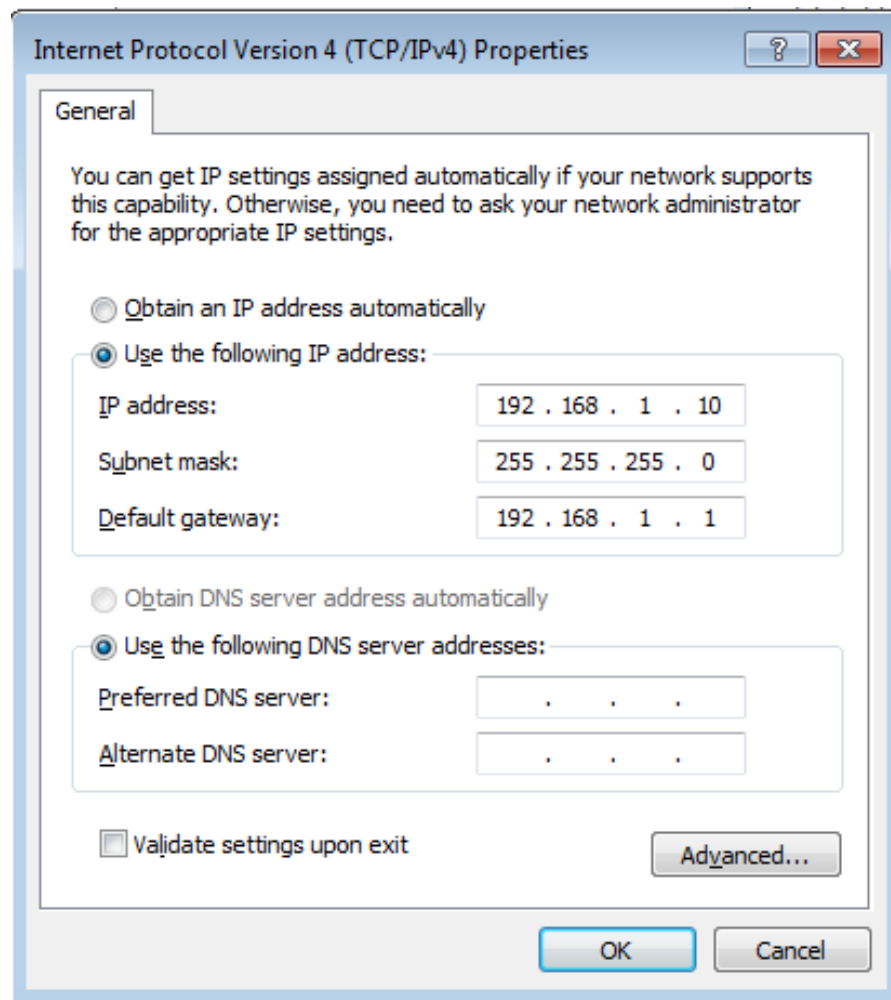 Internet Protocol Version 4 (TCP/IPv4) Properties
General
You can get IP settings assigned automatically if your network supports
this capability. Otherwise, you need to ask your network administrator
for the appropriate IP settings.
Obtain an IP address automatically
Use the following IP address:
IP address: 192 . 168 . 1 . 10
Subnet mask: 255 . 255 . 255 . 0
Default gateway: 192 . 168 . 1 . 1
Obtain DNS server address automatically
Use the following DNS server addresses:
Preferred DNS server: . . .
Alternate DNS server: . . .
Validate settings upon exit
Advanced...
OK Cancel